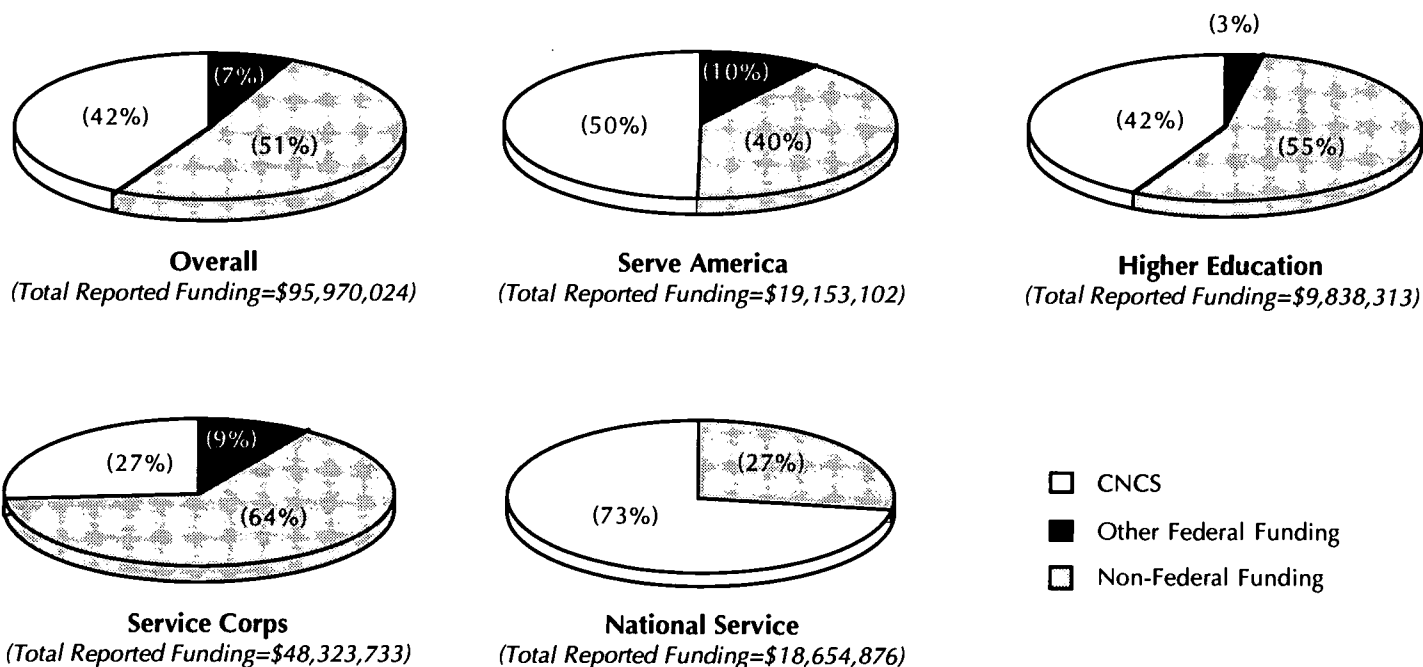 (7%)
(42%)
(51%)
Overall
(Total Reported Funding=$95,970,024)
(10%)
(50%)
(40%)
Serve America
(Total Reported Funding=$19,153,102)
(3%)
(42%)
(55%)
Higher Education
(Total Reported Funding=$9,838,313)
(9%)
(27%)
(64%)
Service Corps
(Total Reported Funding=$48,323,733)
(27%)
(73%)
National Service
(Total Reported Funding=$18,654,876)
CNCS
Other Federal Funding
Non-Federal Funding